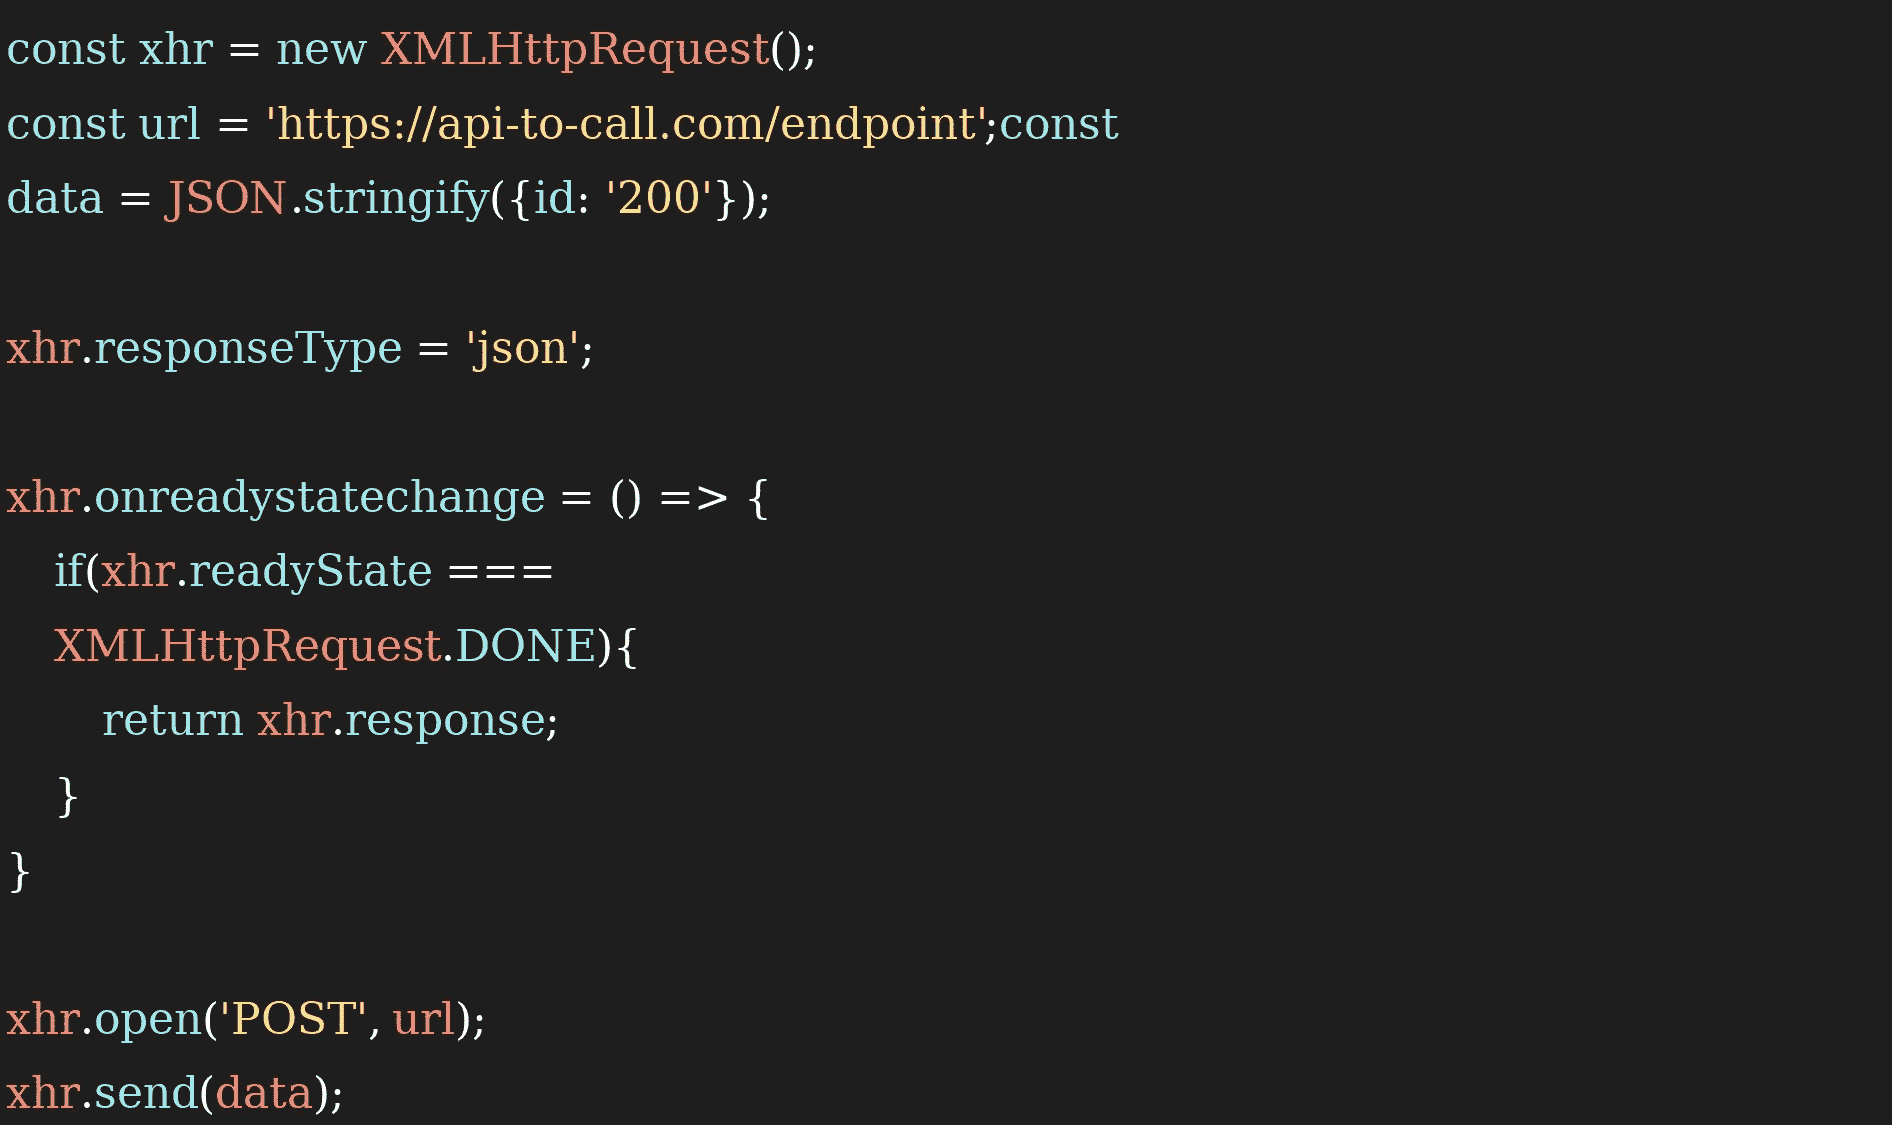 const xhr = new XMLHttpRequest();
const url = 'https://api-to-call.com/endpoint';const
data = JSON.stringify({id: '200'});
xhr.responseType = 'json';
xhr.onreadystatechange = () => {
if(xhr.readyState ===
XMLHttpRequest.DONE){
return xhr.response;
}
}
xhr.open('POST', url);
xhr.send(data);